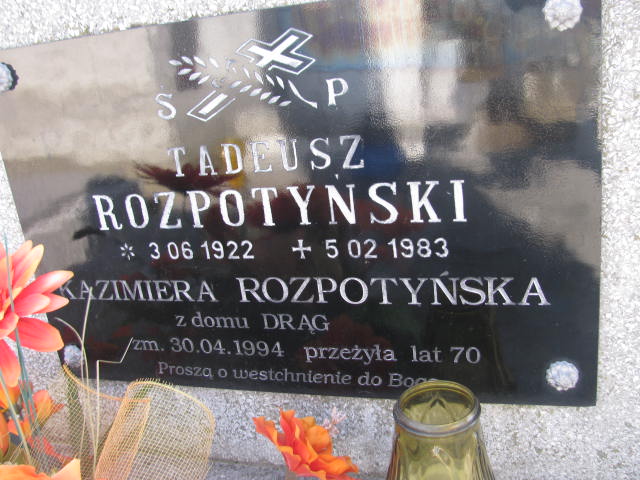 S P
TADEUSZ
ROZPOTYŃSKI
* 3 06 1922 + 5 02 1983
KAZIMIERA ROZPOTYŃSKA
z domu DRĄG
zm. 30.04.1994 przeżyła lat 70
Proszą o westchnienie do Boga